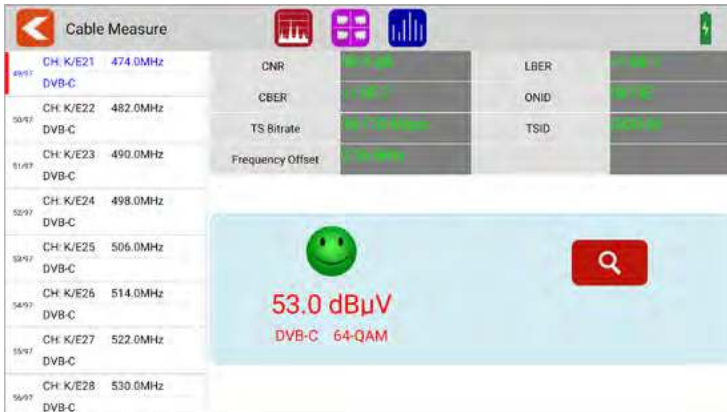 Cable Measure
49/97 CH: K/E21 474.0MHz
DVB-C
50/97 CH: K/E22 482.0MHz
DVB-C
51/97 CH: K/E23 490.0MHz
DVB-C
52/97 CH: K/E24 498.0MHz
DVB-C
53/97 CH: K/E25 506.0MHz
DVB-C
54/97 CH: K/E26 514.0MHz
DVB-C
55/97 CH: K/E27 522.0MHz
DVB-C
56/97 CH: K/E28 530.0MHz
DVB-C
CNR LBER
CBER ONID
TS Bitrate TSID
Frequency Offset
53.0 dBµV
DVB-C 64-QAM